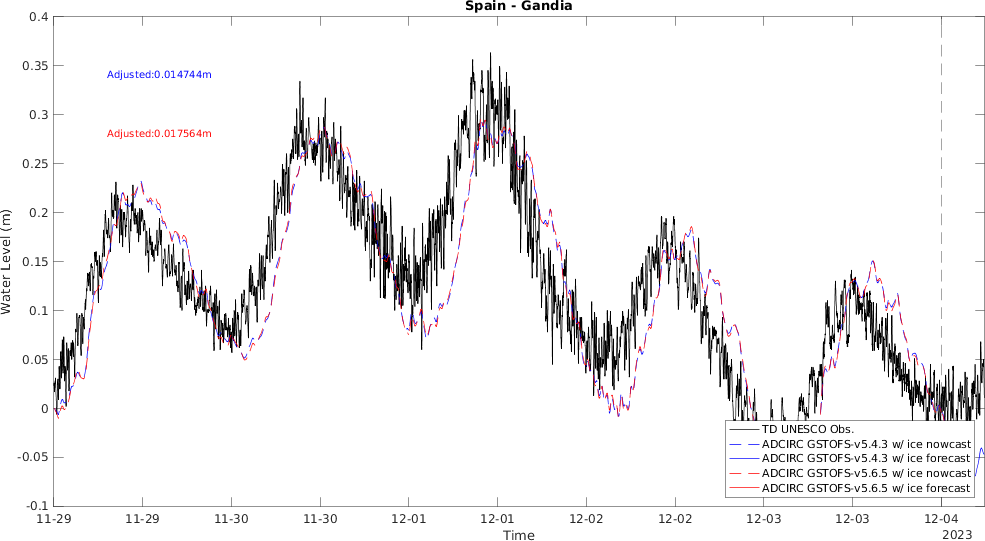 Spain - Gandia
0.4
0.35
0.3
0.25
0.2
0.15
0.1
0.05
0
-0.05
-0.1
Water Level (m)
Adjusted:0.014744m
Adjusted:0.017564m
TD UNESCO Obs.
ADCIRC GSTOFS-v5.4.3 w/ ice nowcast
ADCIRC GSTOFS-v5.4.3 w/ ice forecast
ADCIRC GSTOFS-v5.6.5 w/ ice nowcast
ADCIRC GSTOFS-v5.6.5 w/ ice forecast
11-29 11-29 11-30 11-30 12-01 12-01 12-02 12-02 12-03 12-03 12-04
Time
2023